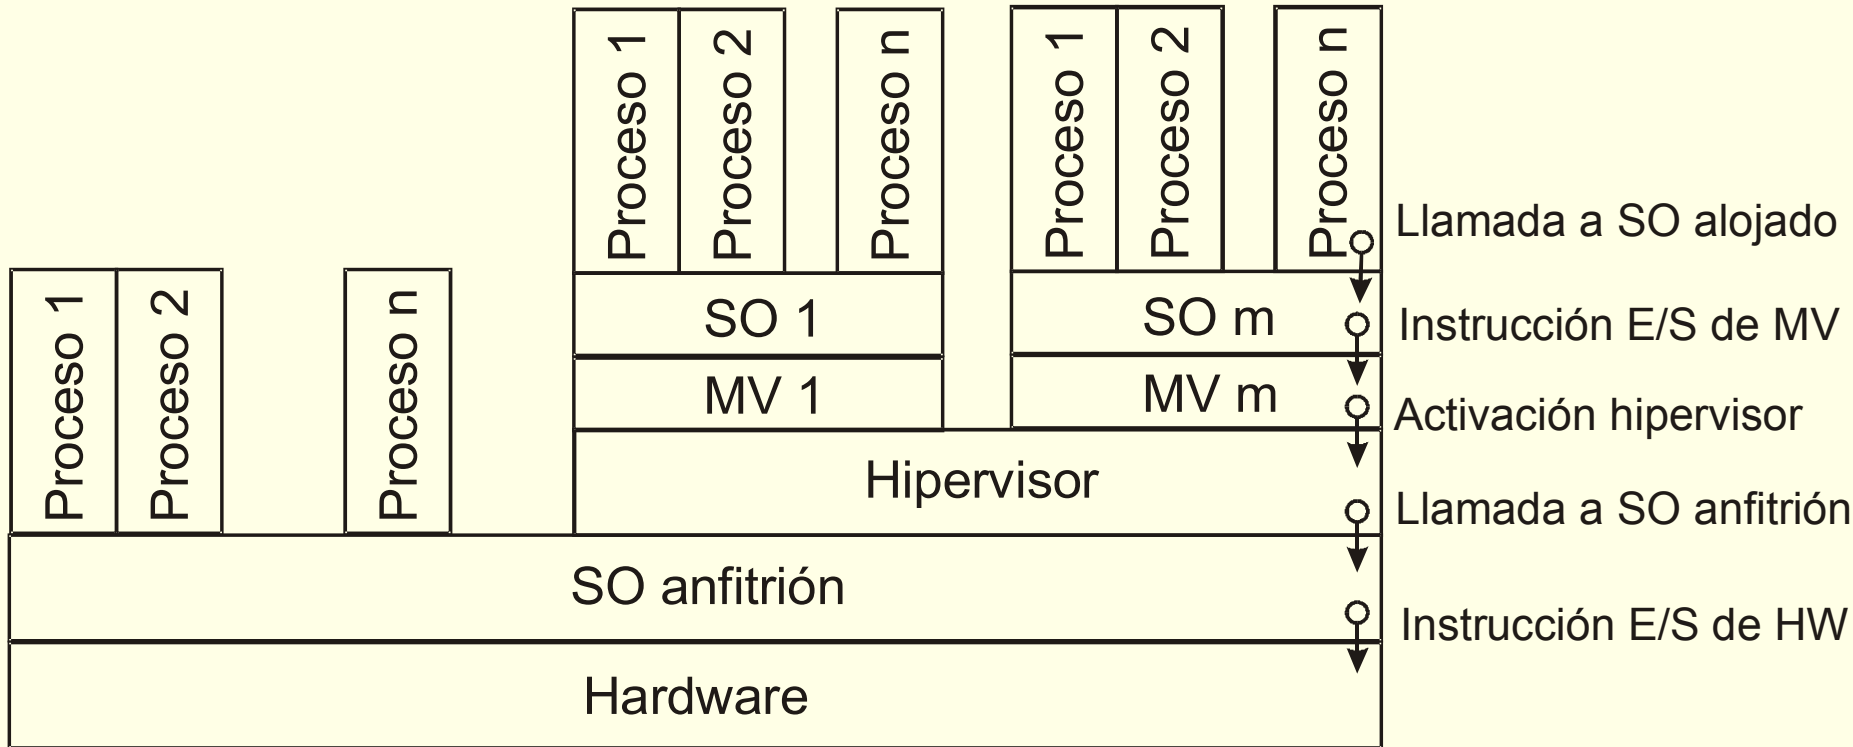 Proceso 1
Proceso 2
Proceso n
Proceso 1
Proceso 2
Proceso n
Llamada a SO alojado
Proceso 1
Proceso 2
Proceso n
SO 1
SO m
Instrucción E/S de MV
MV 1
MV m
Activación hipervisor
Hipervisor
Llamada a SO anfitrión
SO anfitrión
Instrucción E/S de HW
Hardware